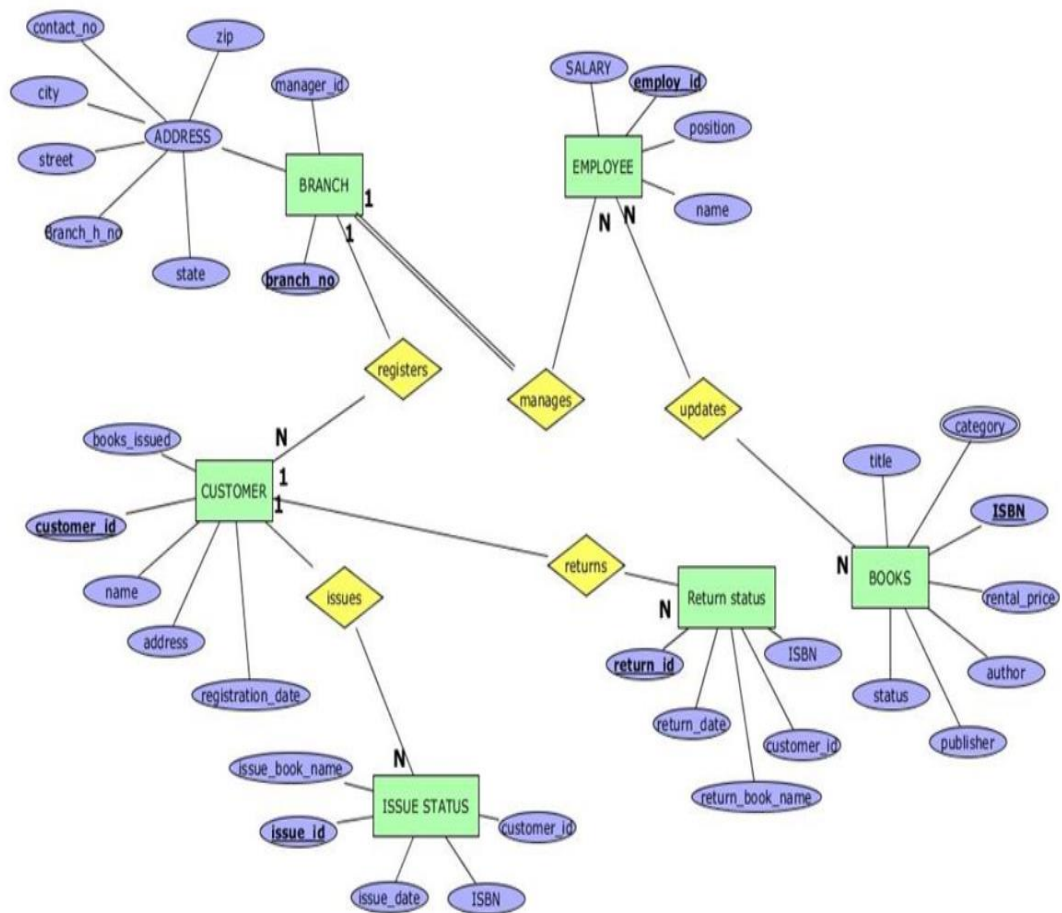 contact_no
zip
city
manager_id
ADDRESS
street
BRANCH
1
1
Branch_h_no
state
branch_no
SALARY
employ_id
position
EMPLOYEE
name
N
N
registers
manages
updates
N
books_issued
CUSTOMER
1
1
customer_id
name
address
registration_date
issues
returns
category
title
ISBN
BOOKS
N
rental_price
author
status
publisher
Return status
N
return_id
ISBN
return_date
customer_id
return_book_name
N
issue_book_name
ISSUE STATUS
issue_id
customer_id
issue_date
ISBN